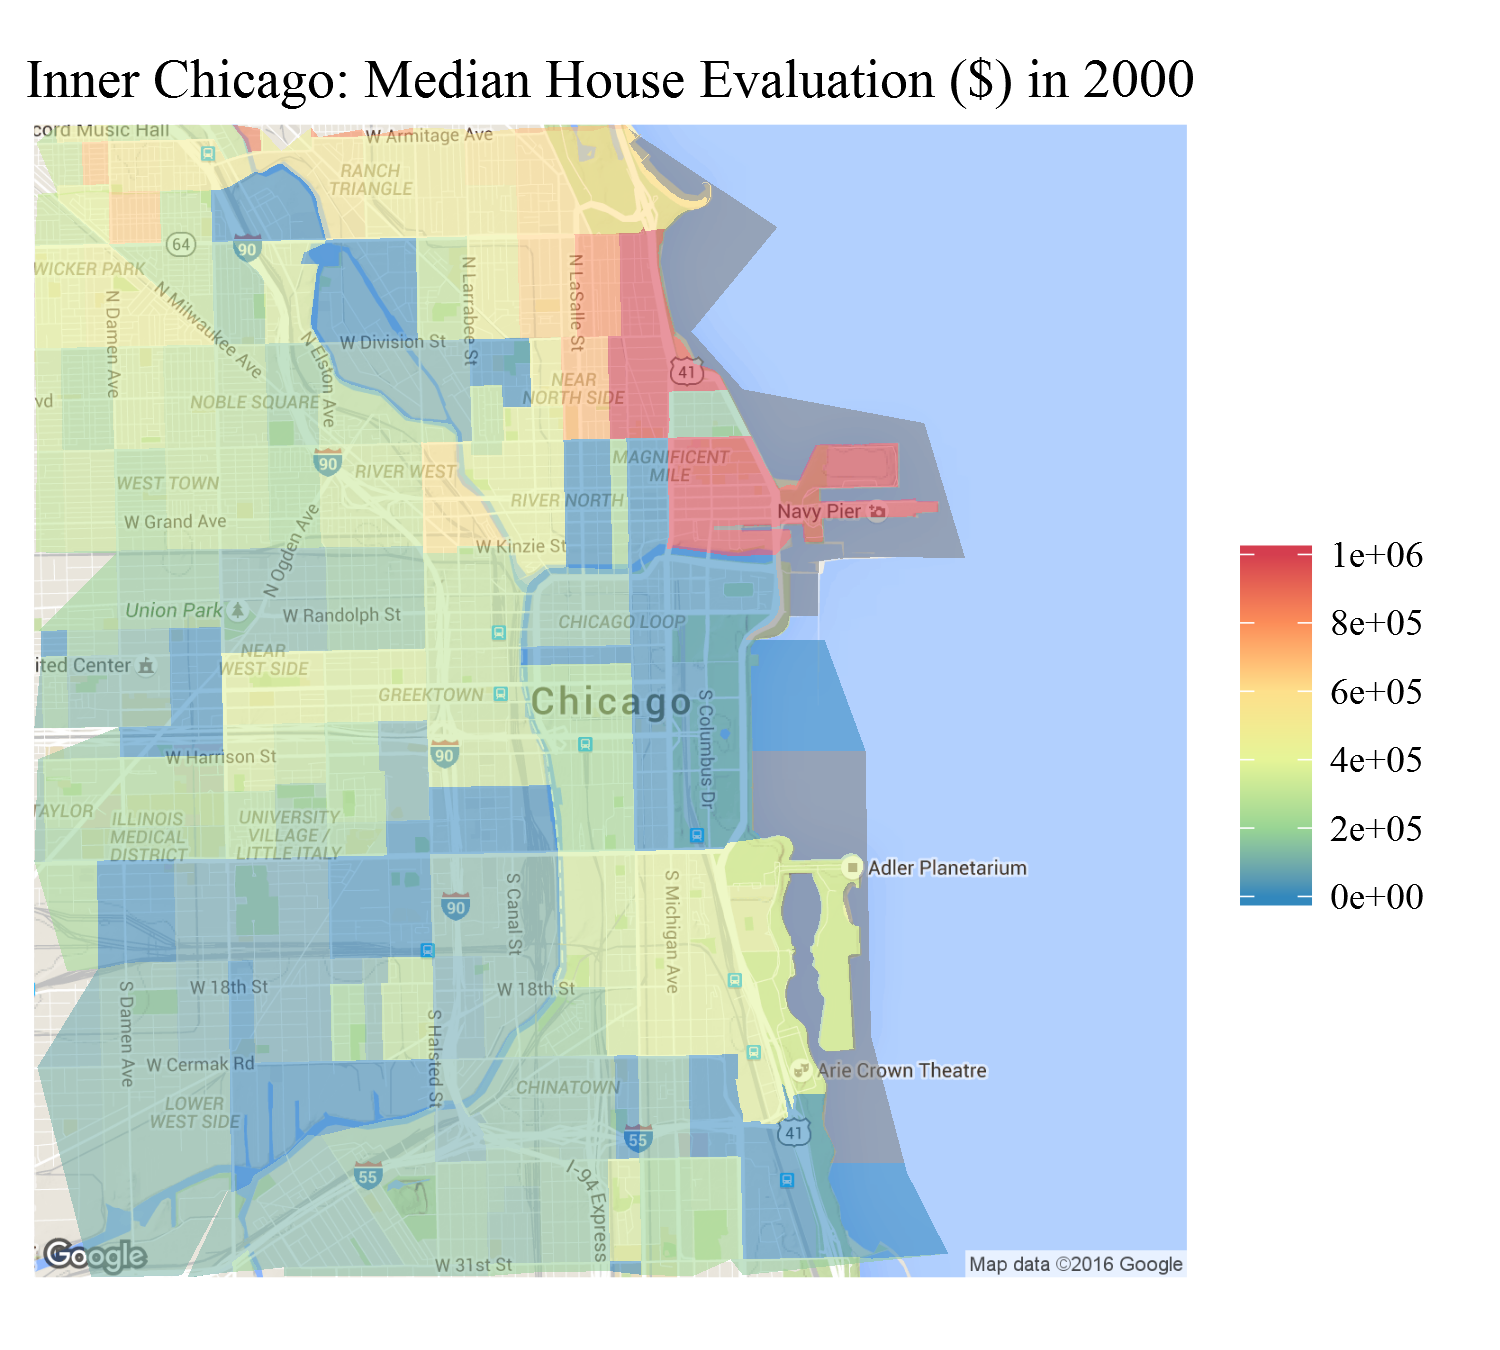 Inner Chicago: Median House Evaluation ($) in 2000
cord Music Hall
W Armitage Ave
RANCH
TRIANGLE
64
90
WICKER PARK
N Damen Ave
N Milwaukee Ave
N Elston Ave
W Division St
N Larrabee St
N LaSalle St
NEAR
NORTH SIDE
41
vd
NOBLE SQUARE
90
RIVER WEST
MAGNIFICENT
MILE
WEST TOWN
RIVER NORTH
W Grand Ave
Navy Pier
N Ogden Ave
W Kinzie St
Union Park
W Randolph St
CHICAGO LOOP
ited Center
NEAR
WEST SIDE
GREEKTOWN
Chicago
S Columbus Dr
W Harrison St
90
TAYLOR
ILLINOIS
MEDICAL
DISTRICT
UNIVERSITY
VILLAGE /
LITTLE ITALY
Adler Planetarium
90
S Canal St
S Michigan Ave
W 18th St
W 18th St
S Damen Ave
S Halsted St
W Cermak Rd
CHINATOWN
Arie Crown Theatre
LOWER
WEST SIDE
55
41
55
I-94 Express
Google
W 31st St
Map data ©2016 Google
1e+06
8e+05
6e+05
4e+05
2e+05
0e+00